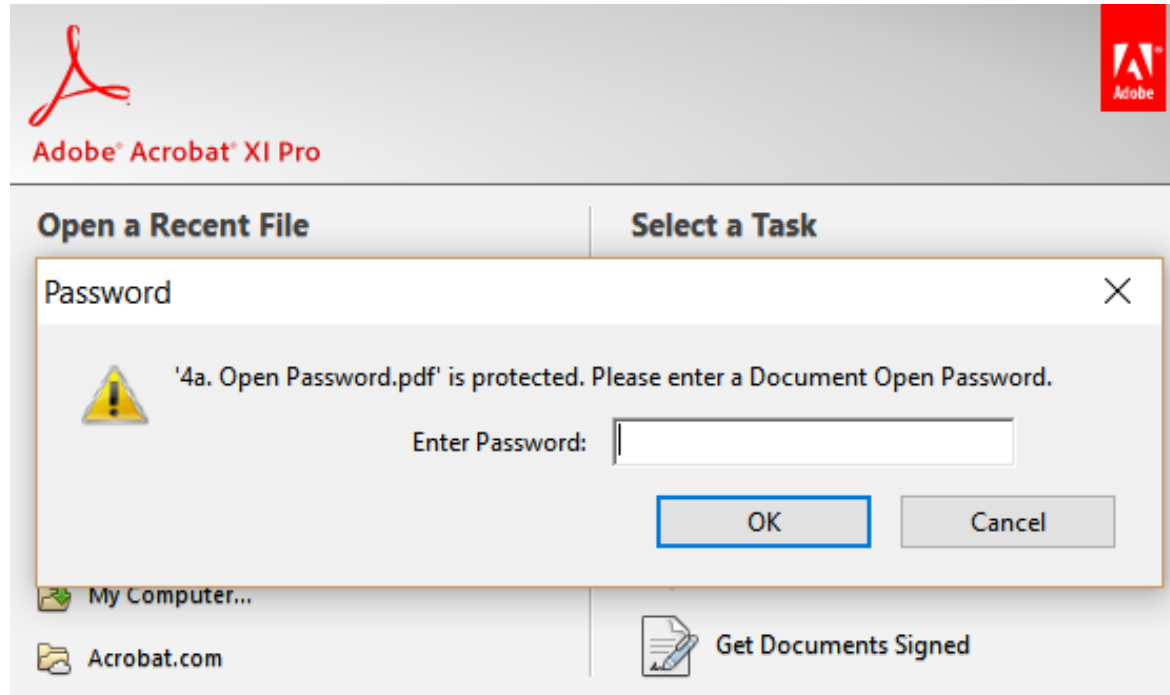 Adobe
Adobe® Acrobat® XI Pro
Open a Recent File
Select a Task
Password
'4a. Open Password.pdf' is protected. Please enter a Document Open Password.
Enter Password:
OK
Cancel
My Computer...
Acrobat.com
Get Documents Signed